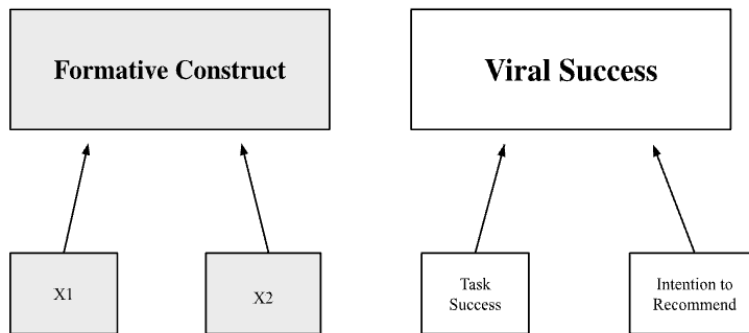 Formative Construct
Viral Success
X1
X2
Task
Success
Intention to
Recommend